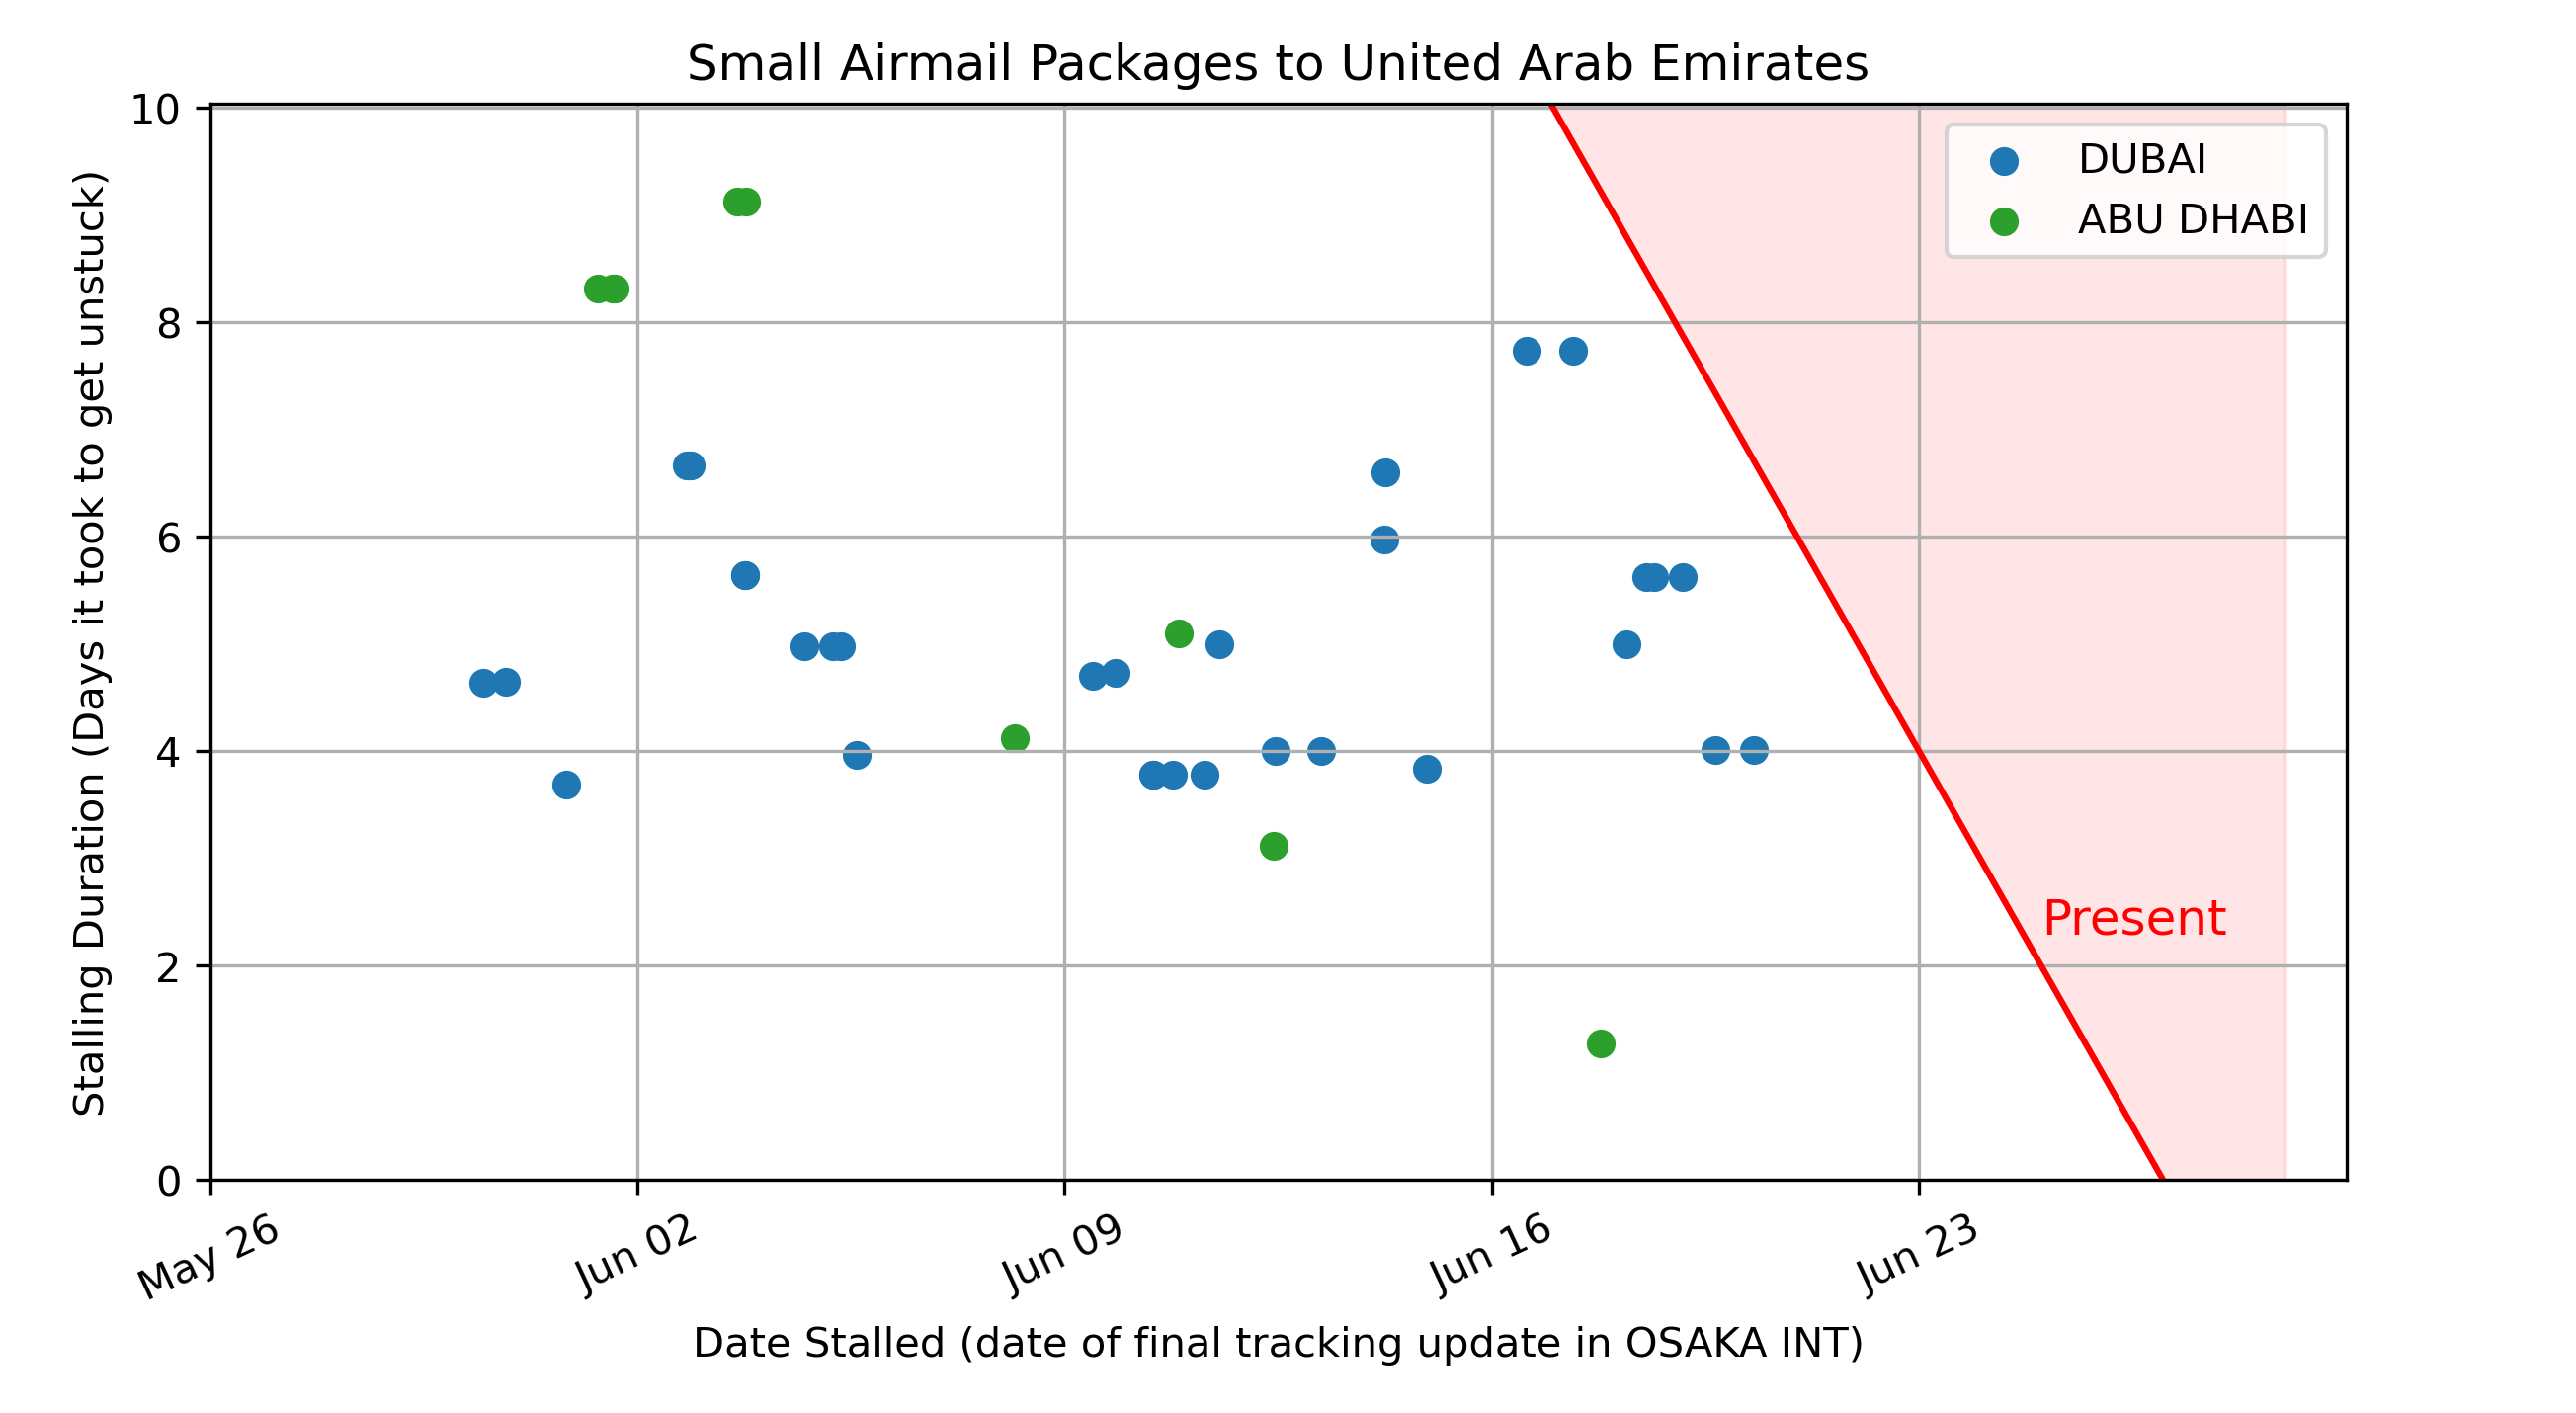 Small Airmail Packages to United Arab Emirates
Stalling Duration (Days it took to get unstuck)
10
8
6
4
2
0
DUBAI
ABU DHABI
Present
May 26
Jun 02
Jun 09
Jun 16
Jun 23
Date Stalled (date of final tracking update in OSAKA INT)